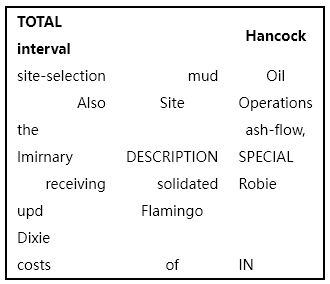 TOTAL
interval Hancock
site-selection mud Oil
Also Site Operations
the ash-flow,
Imirnary DESCRIPTION SPECIAL
receiving solidated Robie
upd Flamingo
Dixie
costs of IN